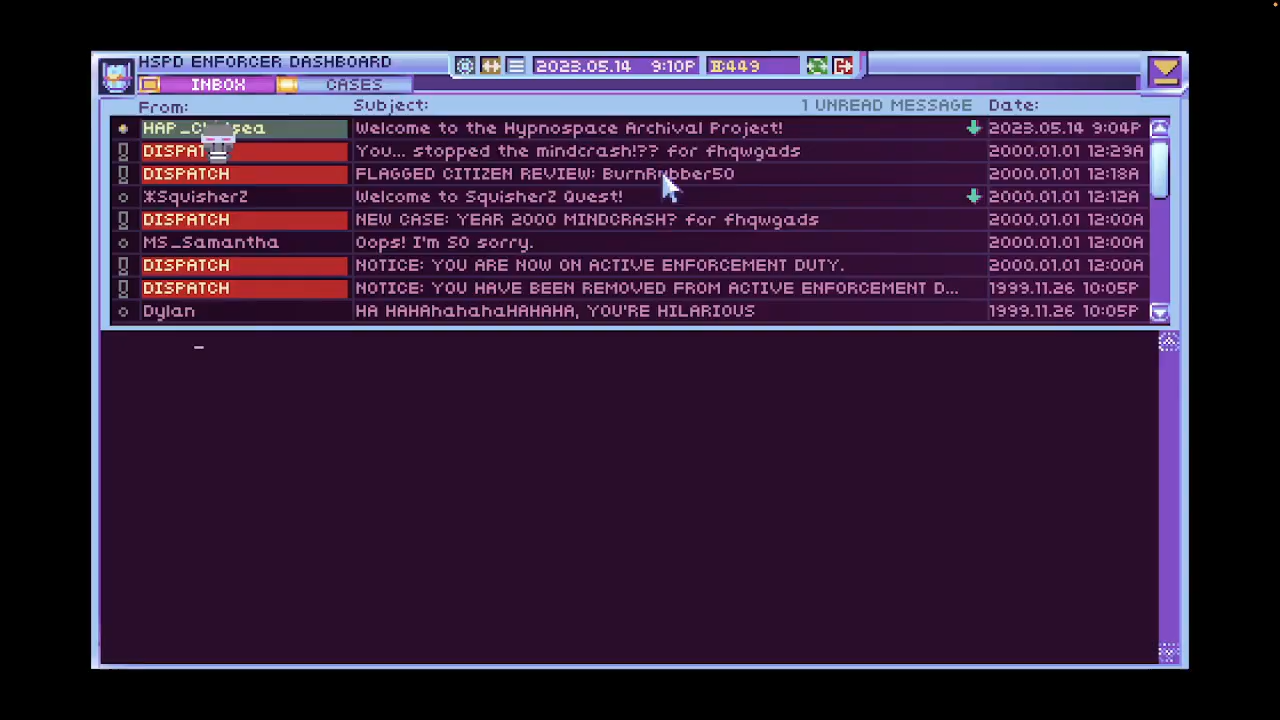 HSPD ENFORCER DASHBOARD
2023.05.14 9:10P
449
INBOX
CASES
From:
Subject:
1 UNREAD MESSAGE
Date:
Welcome to the Hypnospace Archival Project!
2023.05.14 9:04P
You... stopped the mindcrash!?? for fhqwgads
2000.01.01 12:29A
DISPATCH
FLAGGED CITIZEN REVIEW: BurnRubber50
2000.01.01 12:18A
SquisherZ
Welcome to SquisherZ Quest!
2000.01.01 12:12A
DISPATCH
NEW CASE: YEAR 2000 MINDCRASH? for fhqwgads
2000.01.01 12:00A
MS_Samantha
Oops! I'm SO sorry.
2000.01.01 12:00A
DISPATCH
NOTICE: YOU ARE NOW ON ACTIVE ENFORCEMENT DUTY.
2000.01.01 12:00A
DISPATCH
NOTICE: YOU HAVE BEEN REMOVED FROM ACTIVE ENFORCEMENT D...
1999.11.26 10:05P
Dylan
HA HAHAhahahaHAHAHA, YOU'RE HILARIOUS
1999.11.26 10:05P